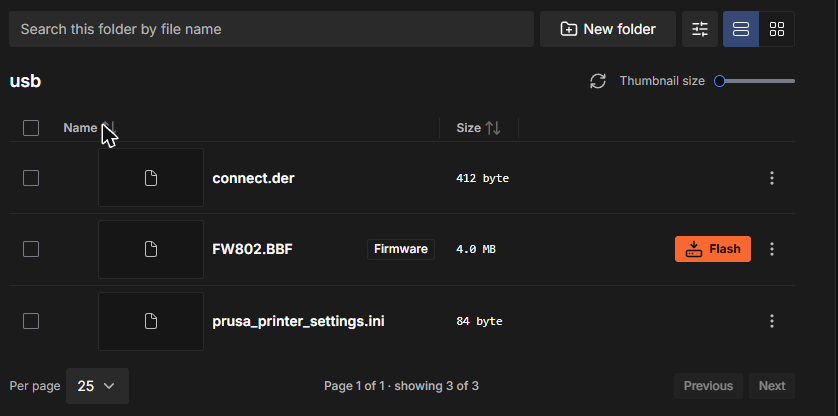 Search this folder by file name
New folder
usb
Thumbnail size
Name
Size
connect.der
412 byte
FW802.BBF
Firmware
4.0 MB
Flash
prusa_printer_settings.ini
84 byte
Per page
25
Page 1 of 1 · showing 3 of 3
Previous
Next